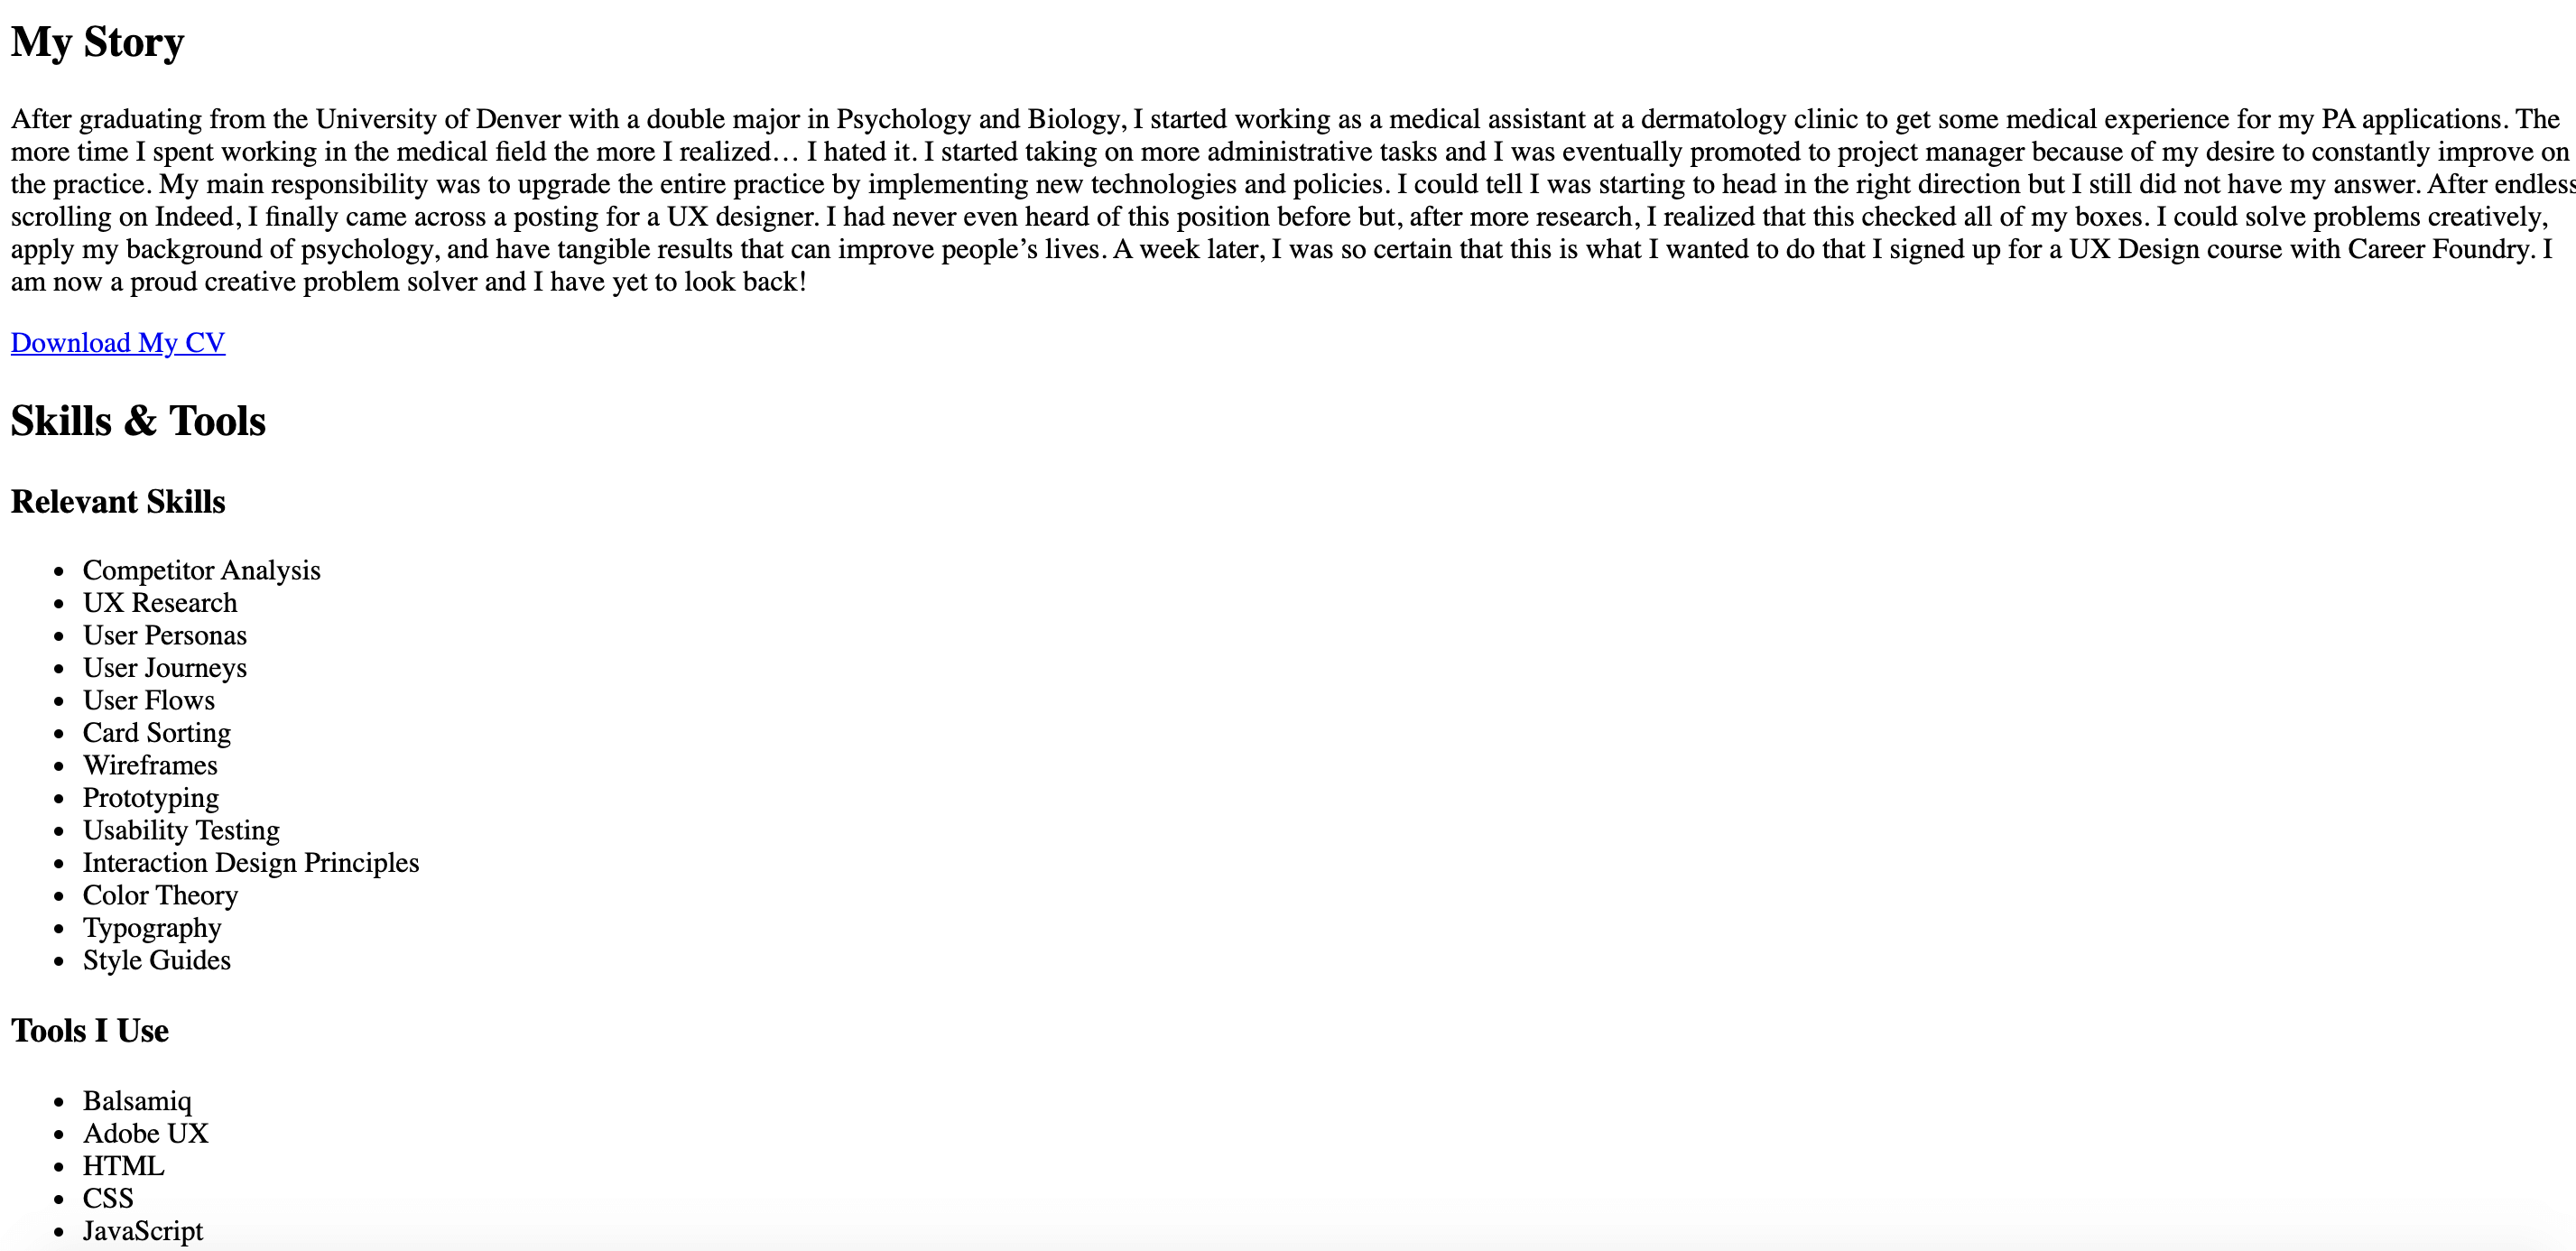 My Story
After graduating from the University of Denver with a double major in Psychology and Biology, I started working as a medical assistant at a dermatology clinic to get some medical experience for my PA applications. The
more time I spent working in the medical field the more I realized… I hated it. I started taking on more administrative tasks and I was eventually promoted to project manager because of my desire to constantly improve on
the practice. My main responsibility was to upgrade the entire practice by implementing new technologies and policies. I could tell I was starting to head in the right direction but I still did not have my answer. After endless
scrolling on Indeed, I finally came across a posting for a UX designer. I had never even heard of this position before but, after more research, I realized that this checked all of my boxes. I could solve problems creatively,
apply my background of psychology, and have tangible results that can improve people’s lives. A week later, I was so certain that this is what I wanted to do that I signed up for a UX Design course with Career Foundry. I
am now a proud creative problem solver and I have yet to look back!
Download My CV
Skills & Tools
Relevant Skills
• Competitor Analysis
• UX Research
• User Personas
• User Journeys
• User Flows
• Card Sorting
• Wireframes
• Prototyping
• Usability Testing
• Interaction Design Principles
• Color Theory
• Typography
• Style Guides
Tools I Use
• Balsamiq
• Adobe UX
• HTML
• CSS
• JavaScript